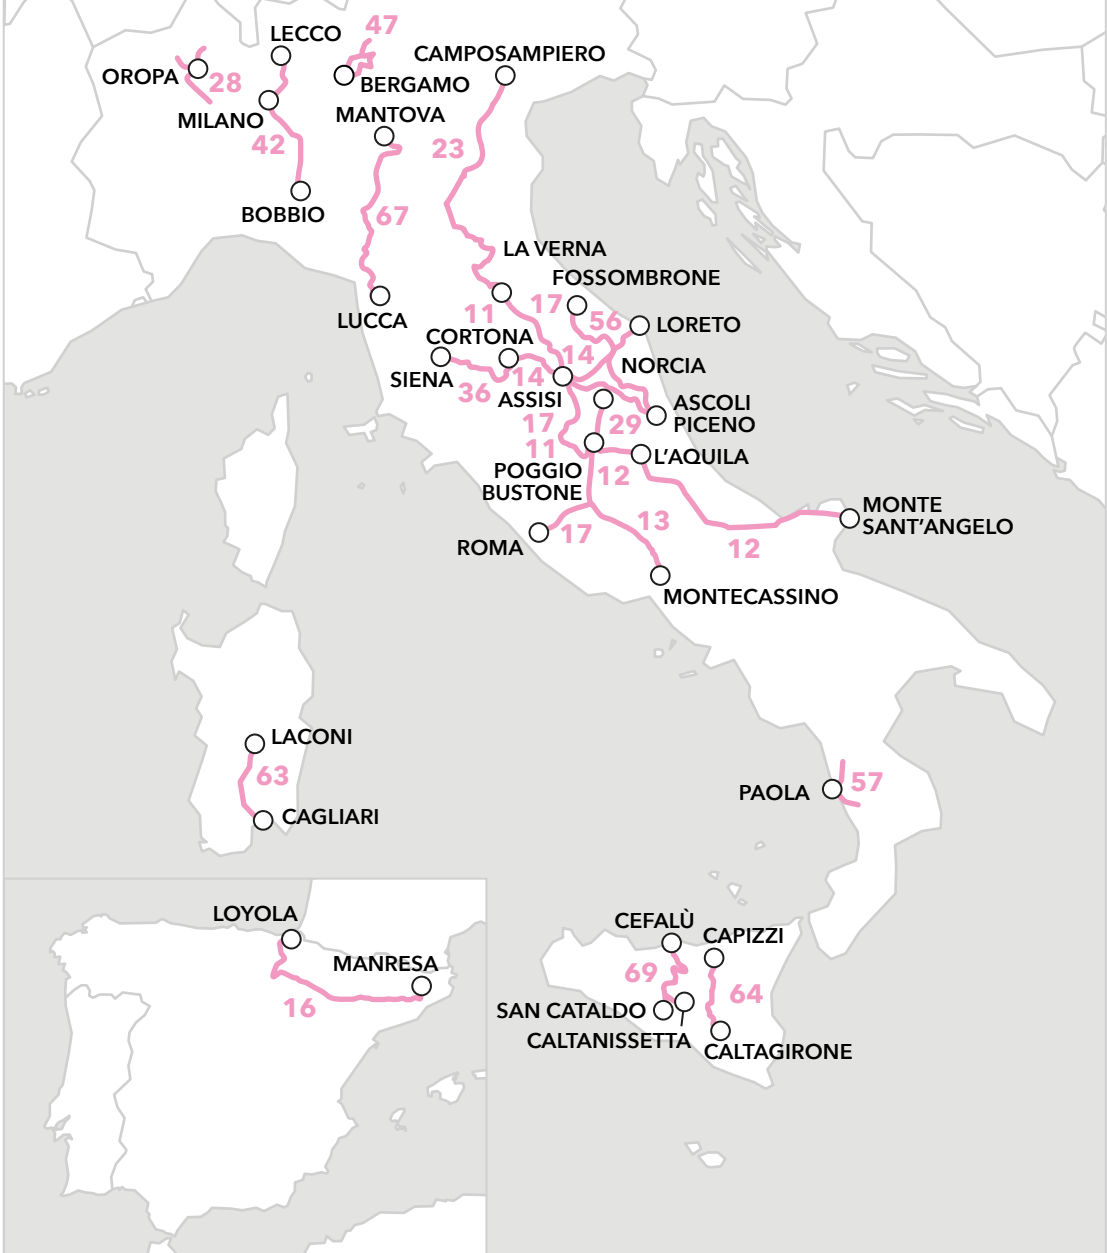 47
LECCO
CAMPOSAMPIERO
OROPA
28
BERGAMO
MANTOVA
MILANO
42
23
BOBBIO
67
LA VERNA
FOSSOMBRONE
17
11
56
LORETO
LUCCA
CORTONA
14
NORCIA
SIENA
36
14
ASSISI
ASCOLI
PICENO
17
29
11
L'AQUILA
POGGIO
BUSTONE
12
MONTE
SANT'ANGELO
13
17
ROMA
12
MONTECASSINO
LACONI
63
CAGLIARI
PAOLA
57
LOYOLA
MANRESA
16
CEFALÙ
CAPIZZI
69
64
SAN CATALDO
CALTANISSETTA
CALTAGIRONE